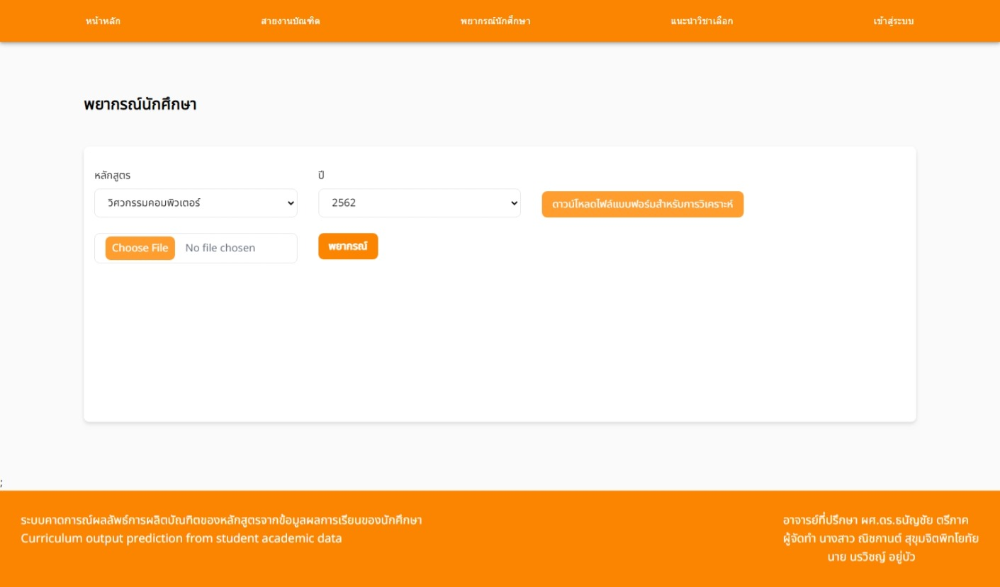 หน้าหลัก สายงานบัณฑิต พยากรณ์นักศึกษา แนะนำวิชาเลือก เข้าสู่ระบบ
พยากรณ์นักศึกษา
หลักสูตร ปี
วิศวกรรมคอมพิวเตอร์ 2562 ดาวน์โหลดไฟล์แบบฟอร์มสำหรับการวิเคราะห์
Choose File No file chosen พยากรณ์
;
ระบบคาดการณ์ผลลัพธ์การผลิตบัณฑิตของหลักสูตรจากข้อมูลผลการเรียนของนักศึกษา
Curriculum output prediction from student academic data
อาจารย์ที่ปรึกษา ผศ.ดร.ธนัญชัย ตรีภาค
ผู้จัดทำ นางสาว ณิชกานต์ สุขุมจิตพิทโยทัย
นาย นรวิชญ์ อยู่บัว